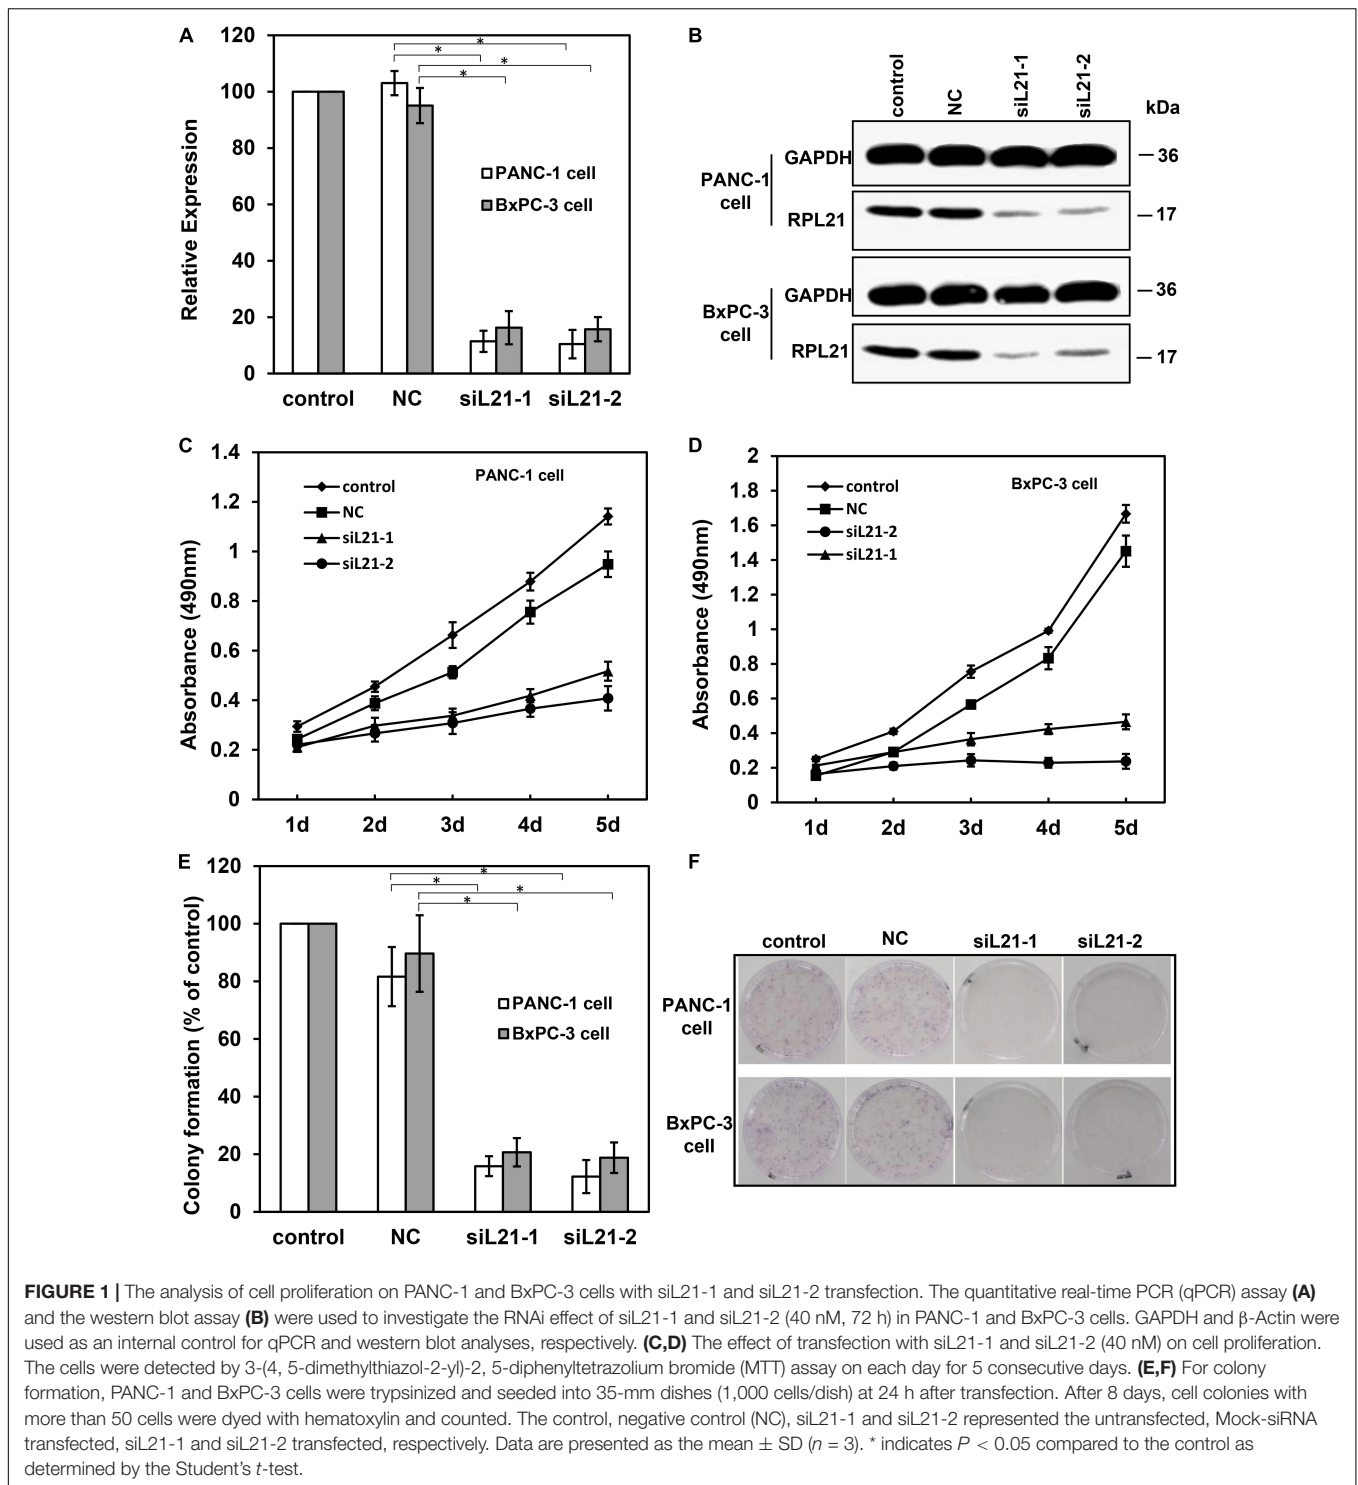 A
120
100
80
60
40
20
0
Relative Expression
* * * *
PANC-1 cell
BxPC-3 cell
control NC siL21-1 siL21-2
B
control NC siL21-1 siL21-2
kDa
PANC-1 cell
GAPDH
36
RPL21
17
BxPC-3 cell
GAPDH
36
RPL21
17
C
1.4
1.2
1
0.8
0.6
0.4
0.2
0
Absorbance (490nm)
PANC-1 cell
control
NC
siL21-1
siL21-2
1d 2d 3d 4d 5d
D
2
1.8
1.6
1.4
1.2
1
0.8
0.6
0.4
0.2
0
Absorbance (490nm)
BxPC-3 cell
control
NC
siL21-2
siL21-1
1d 2d 3d 4d 5d
E
120
100
80
60
40
20
0
Colony formation (% of control)
* * * *
PANC-1 cell
BxPC-3 cell
control NC siL21-1 siL21-2
F
control NC siL21-1 siL21-2
PANC-1
cell
BxPC-3
cell
FIGURE 1 | The analysis of cell proliferation on PANC-1 and BxPC-3 cells with siL21-1 and siL21-2 transfection. The quantitative real-time PCR (qPCR) assay (A)
and the western blot assay (B) were used to investigate the RNAi effect of siL21-1 and siL21-2 (40 nM, 72 h) in PANC-1 and BxPC-3 cells. GAPDH and β-Actin were
used as an internal control for qPCR and western blot analyses, respectively. (C,D) The effect of transfection with siL21-1 and siL21-2 (40 nM) on cell proliferation.
The cells were detected by 3-(4, 5-dimethylthiazol-2-yl)-2, 5-diphenyltetrazolium bromide (MTT) assay on each day for 5 consecutive days. (E,F) For colony
formation, PANC-1 and BxPC-3 cells were trypsinized and seeded into 35-mm dishes (1,000 cells/dish) at 24 h after transfection. After 8 days, cell colonies with
more than 50 cells were dyed with hematoxylin and counted. The control, negative control (NC), siL21-1 and siL21-2 represented the untransfected, Mock-siRNA
transfected, siL21-1 and siL21-2 transfected, respectively. Data are presented as the mean ± SD (n = 3). * indicates P < 0.05 compared to the control as
determined by the Student's t-test.